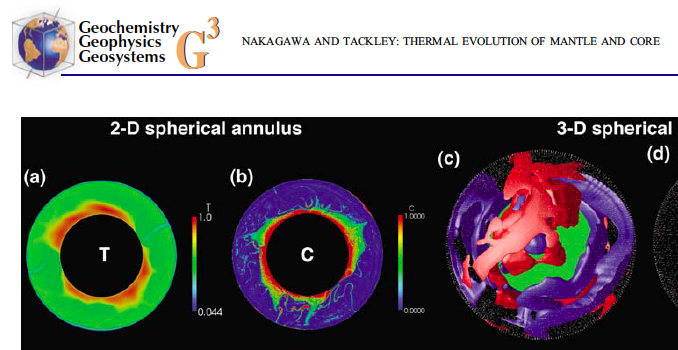 Geochemistry
Geophysics
Geosystems
G3
NAKAGAWA AND TACKLEY: THERMAL EVOLUTION OF MANTLE AND CORE
2-D spherical annulus
3-D spherical
(a)
(b)
(c)
(d)
T
1.0
0.044
T
C
1.0000
0.0000
C